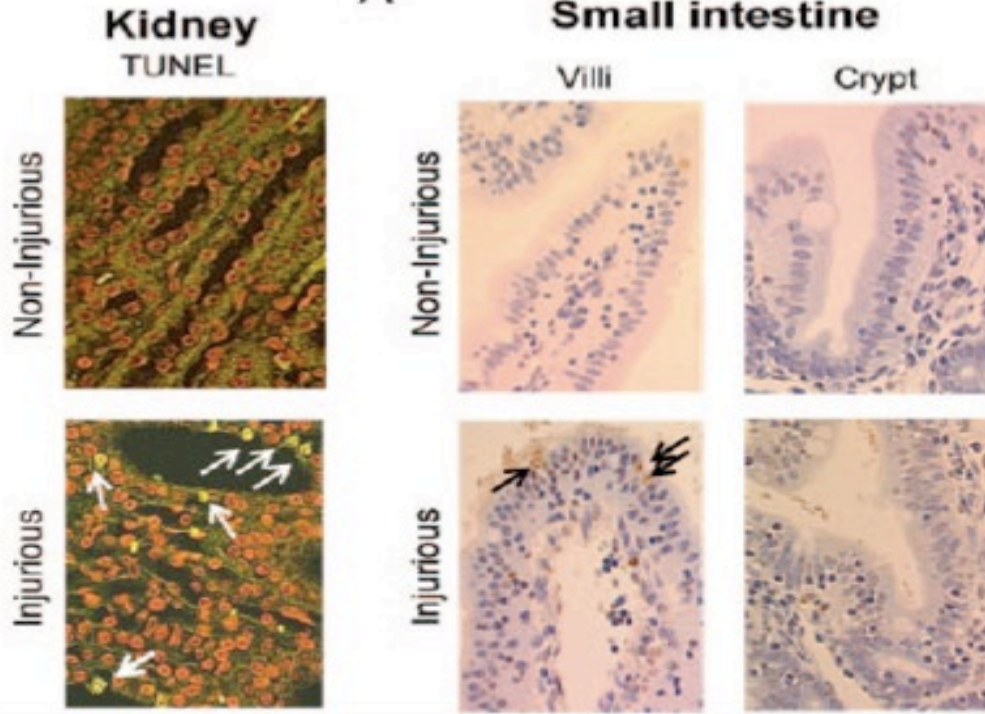 Kidney
TUNEL
Small intestine
Villi
Crypt
Non-Injurious
Non-Injurious
Injurious
Injurious